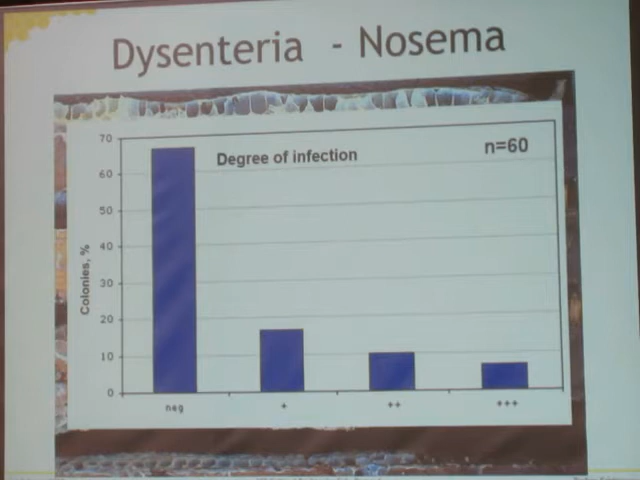 Dysenteria - Nosema
Degree of infection
n=60
Colonies, %
70
60
50
40
30
20
10
0
neg
+
++
+++